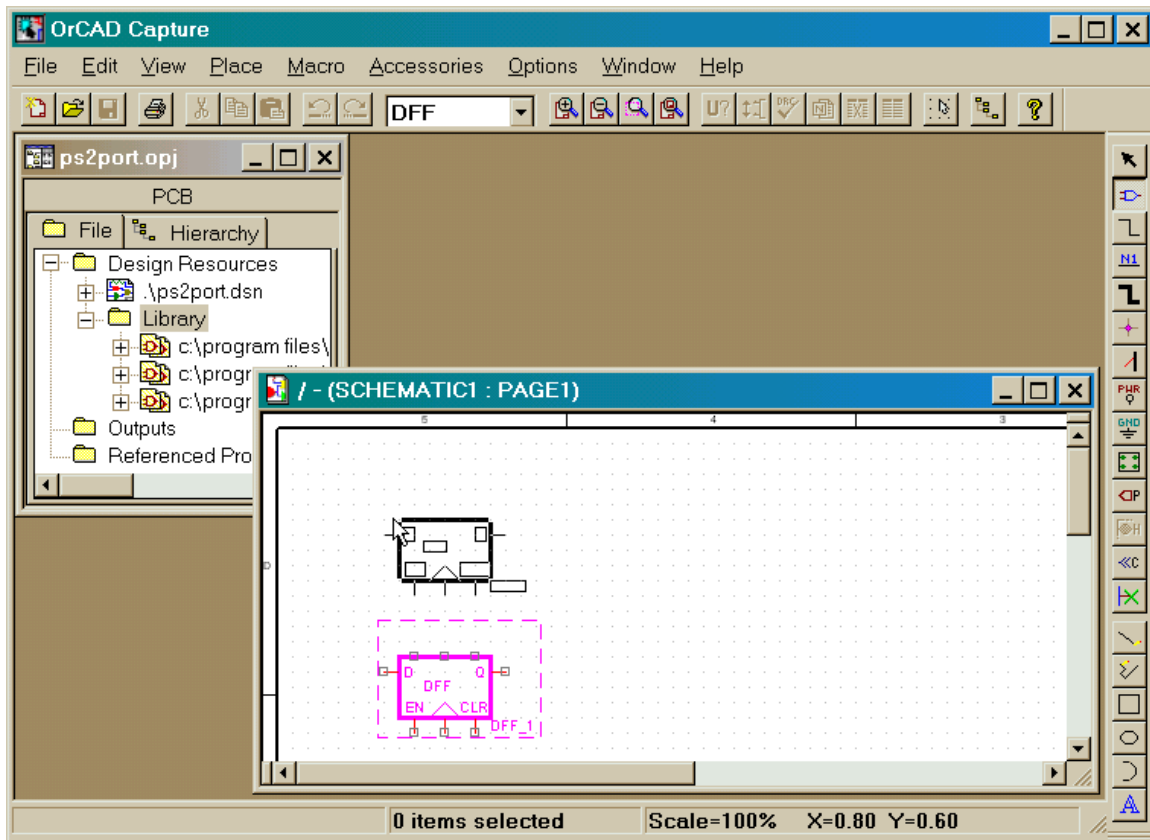 OrCAD Capture
File Edit View Place Macro Accessories Options Window Help
DFF U? DRC
ps2port.opj
PCB
File Hierarchy
Design Resources
.\ps2port.dsn
Library
c:\program files\
c:\progr
c:\progr
Outputs
Referenced Pro
/ - (SCHEMATIC1 : PAGE1)
5 4 3
D
D Q
DFF
EN CLR
DFF_1
N1
PWR
GND
P
H
<<C
A
0 items selected Scale=100% X=0.80 Y=0.60